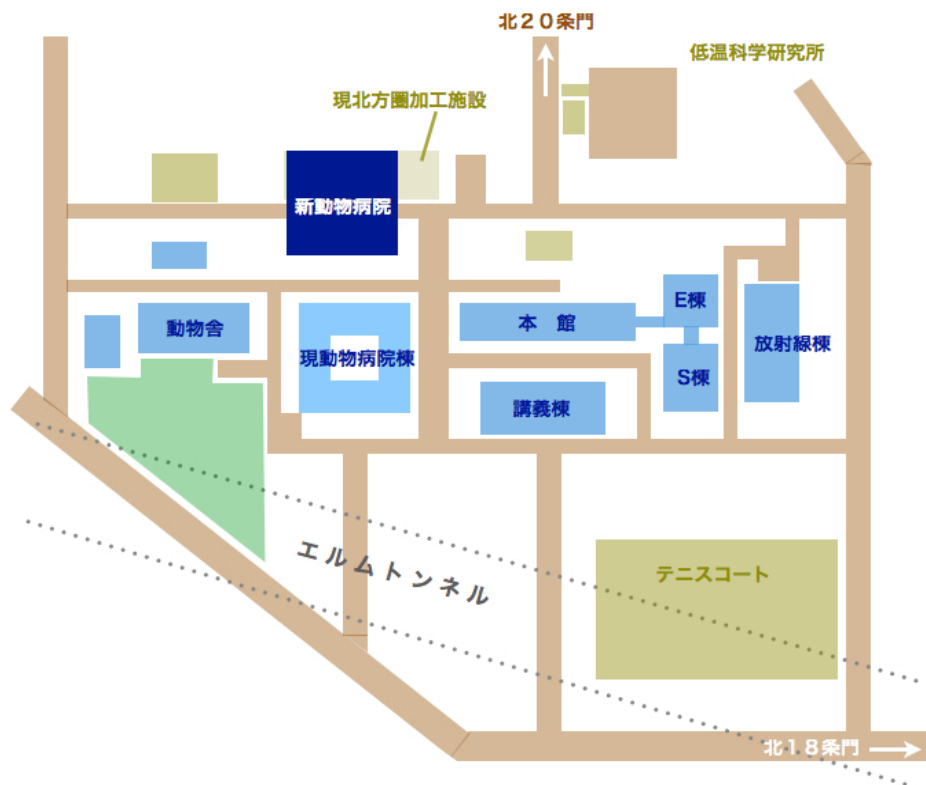 北２０条門
低温科学研究所
現北方圏加工施設
新動物病院
E棟
動物舎
本　館
放射線棟
現動物病院棟
S棟
講義棟
エルムトンネル
テニスコート
北１８条門